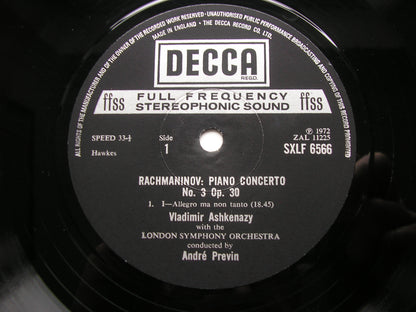 ALL RIGHTS OF THE MANUFACTURER AND OF THE OWNER OF THE RECORDED WORK RESERVED—UNAUTHORISED PUBLIC PERFORMANCE BROADCASTING AND COPYING OF THIS RECORD PROHIBITED
MADE IN ENGLAND, THE DECCA RECORD CO. LTD.
DECCA
REGD.
ffss FULL FREQUENCY STEREOPHONIC SOUND ffss
SPEED 33⅓
Side
℗ 1972
ZAL 11225
Hawkes
1
SXLF 6566
RACHMANINOV: PIANO CONCERTO
No. 3 Op. 30
1. I—Allegro ma non tanto (18.45)
Vladimir Ashkenazy
with the
LONDON SYMPHONY ORCHESTRA
conducted by
André Previn